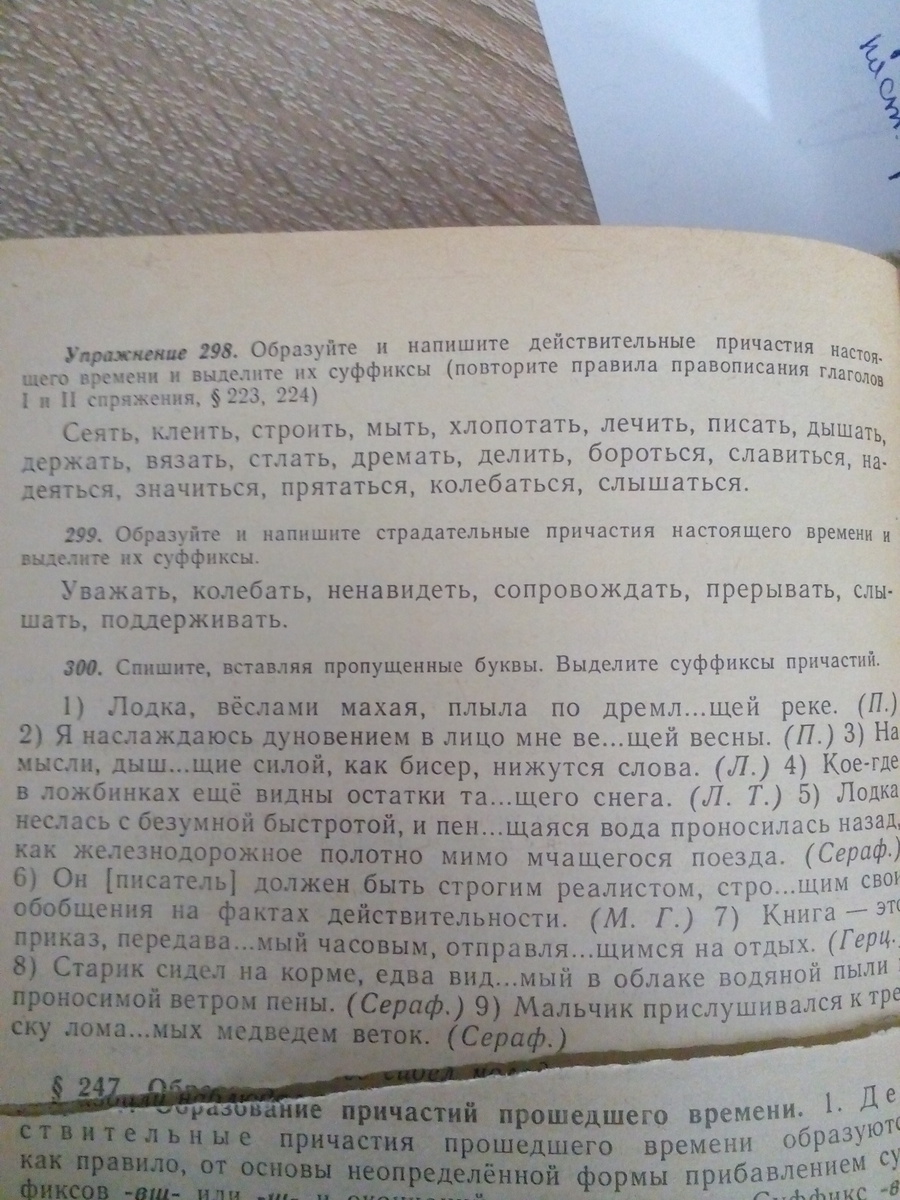 наст.
Упражнение 298. Образуйте и напишите действительные причастия настоя-
щего времени и выделите их суффиксы (повторите правила правописания глаголов
I и II спряжения, § 223, 224)
Сеять, клеить, строить, мыть, хлопотать, лечить, писать, дышать,
держать, вязать, стлать, дремать, делить, бороться, славиться, на-
деяться, значиться, прятаться, колебаться, слышаться.
299. Образуйте и напишите страдательные причастия настоящего времени и
выделите их суффиксы.
Уважать, колебать, ненавидеть, сопровождать, прерывать, слы-
шать, поддерживать.
300. Спишите, вставляя пропущенные буквы. Выделите суффиксы причастий.
1) Лодка, вёслами махая, плыла по дремл...щей реке. (П.)
2) Я наслаждаюсь дуновением в лицо мне ве...щей весны. (П.) 3) На
мысли, дыш...щие силой, как бисер, нижутся слова. (Л.) 4) Кое-где
в ложбинках ещё видны остатки та...щего снега. (Л. Т.) 5) Лодка
неслась с безумной быстротой, и пен...щаяся вода проносилась назад,
как железнодорожное полотно мимо мчащегося поезда. (Сераф.)
6) Он [писатель] должен быть строгим реалистом, стро...щим свои
обобщения на фактах действительности. (М. Г.) 7) Книга — это
приказ, передава...мый часовым, отправля...щимся на отдых. (Герц.)
8) Старик сидел на корме, едва вид...мый в облаке водяной пыли
проносимой ветром пены. (Сераф.) 9) Мальчик прислушивался к тре
ску лома...мых медведем веток. (Сераф.)
§ 247
Образование причастий прошедшего времени. 1. Де
ствительные причастия прошедшего времени образуютс
как правило, от основы неопределённой формы прибавлением су
фиксов -вш- или -ш-